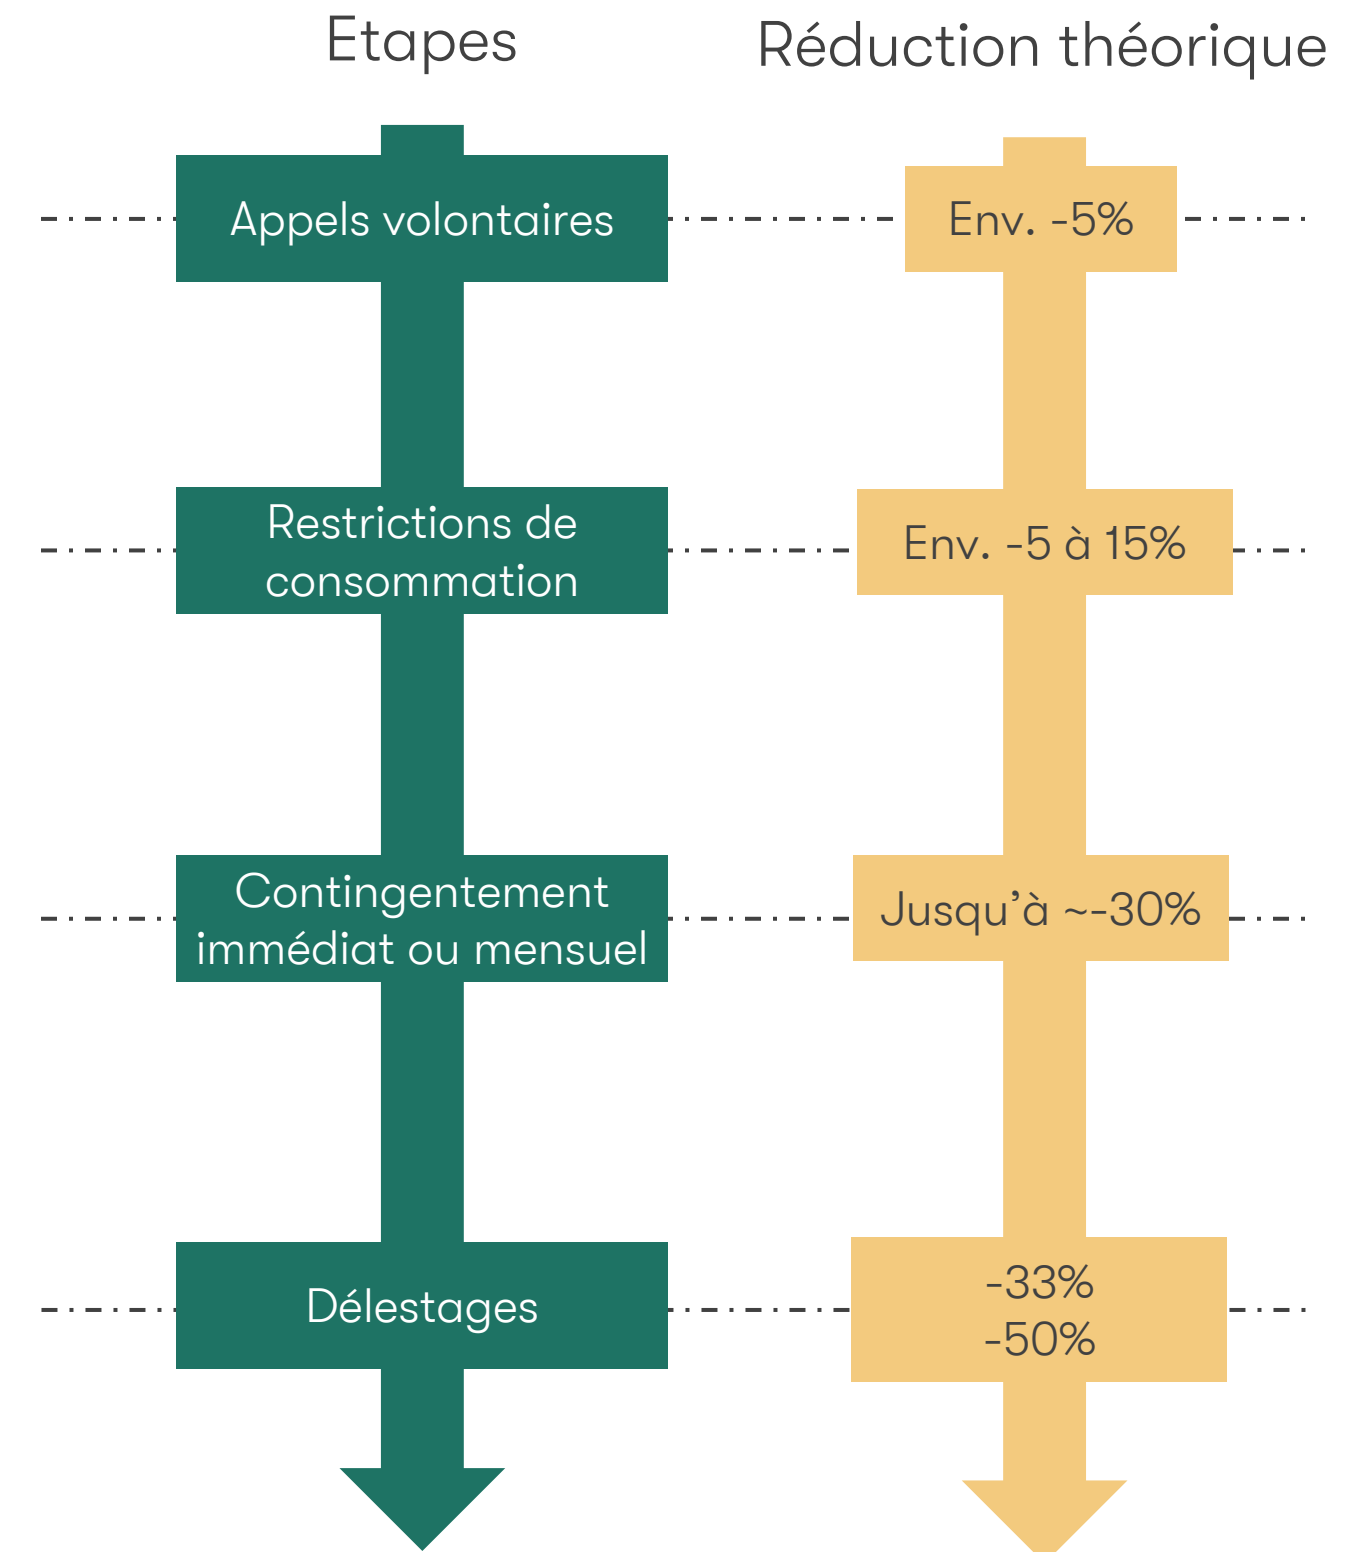 Etapes
Réduction théorique
Appels volontaires
Env. -5%
Restrictions de
consommation
Env. -5 à 15%
Contingentement
immédiat ou mensuel
Jusqu’à ~-30%
Délestages
-33%
-50%